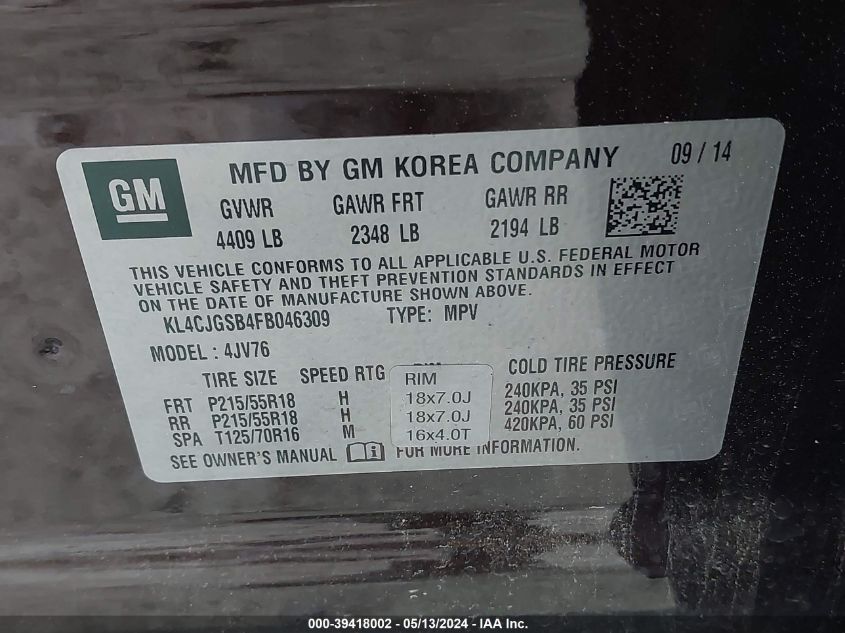 GM
MFD BY GM KOREA COMPANY 09 / 14
GVWR GAWR FRT GAWR RR
4409 LB 2348 LB 2194 LB
THIS VEHICLE CONFORMS TO ALL APPLICABLE U.S. FEDERAL MOTOR
VEHICLE SAFETY AND THEFT PREVENTION STANDARDS IN EFFECT
ON THE DATE OF MANUFACTURE SHOWN ABOVE.
KL4CJGSB4FB046309 TYPE: MPV
MODEL : 4JV76
TIRE SIZE SPEED RTG RIM COLD TIRE PRESSURE
FRT P215/55R18 H 18x7.0J 240KPA, 35 PSI
RR P215/55R18 H 18x7.0J 240KPA, 35 PSI
SPA T125/70R16 M 16x4.0T 420KPA, 60 PSI
SEE OWNER'S MANUAL FOR MORE INFORMATION.
000-39418002 - 05/13/2024 - IAA Inc.